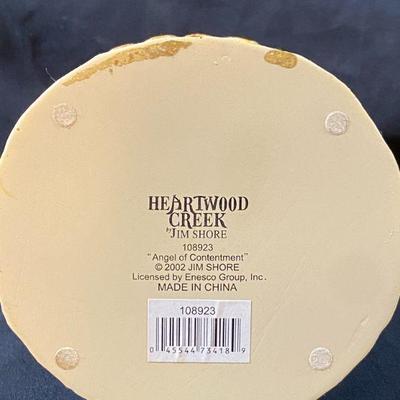 HEARTWOOD
CREEK
by JIM SHORE
108923
"Angel of Contentment"
© 2002 JIM SHORE
Licensed by Enesco Group, Inc.
MADE IN CHINA
108923
0 45544 73418 9